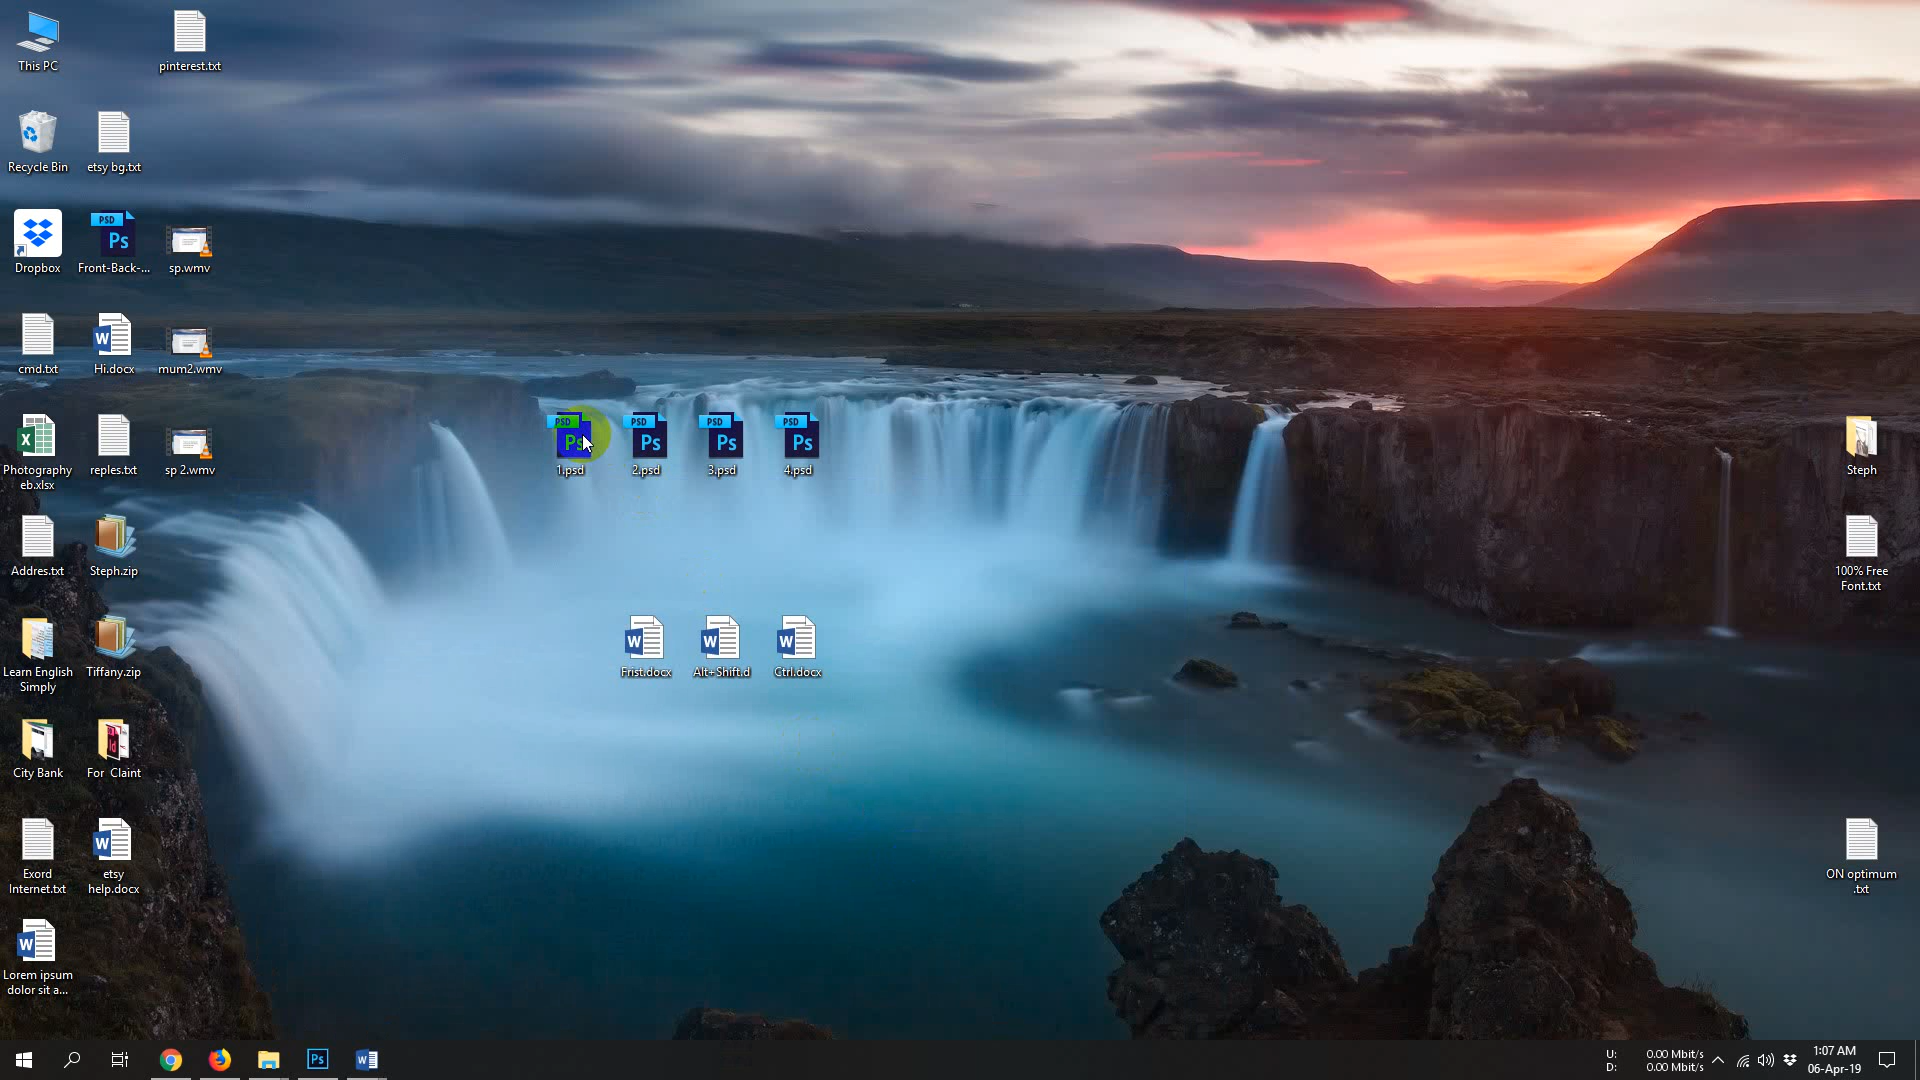 This PC
pinterest.txt
Recycle Bin
etsy bg.txt
Dropbox
PSD
Ps
Front-Back-...
sp.wmv
cmd.txt
W
Hi.docx
mum2.wmv
X
Photography
eb.xlsx
reples.txt
sp 2.wmv
PSD
Ps
1.psd
PSD
Ps
2.psd
PSD
Ps
3.psd
PSD
Ps
4.psd
Steph
Addres.txt
Steph.zip
100% Free
Font.txt
Learn English
Simply
Tiffany.zip
W
Frist.docx
W
Alt+Shift.d
W
Ctrl.docx
City Bank
Id
For Claint
Exord
Internet.txt
W
etsy
help.docx
ON optimum
.txt
W
Lorem ipsum
dolor sit a...
Ps
W
U: 0.00 Mbit/s
D: 0.00 Mbit/s
1:07 AM
06-Apr-19